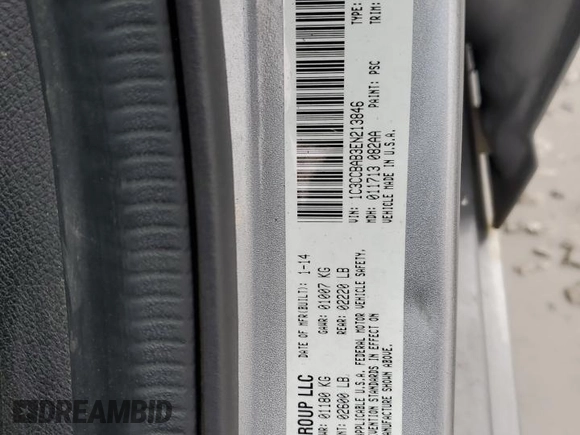 ROUP LLC
DATE OF MFR(BUILT): 1-14
01180 KG GAWR: 01007 KG
02600 LB REAR: 02220 LB
APPLICABLE U.S.A. FEDERAL MOTOR VEHICLE SAFETY,
VENTION STANDARDS IN EFFECT ON
MANUFACTURE SHOWN ABOVE.
VIN: 1C3CCBAB3EN213846 TYPE:
MDH: 011713 082AA PAINT: PSC TRIM:
VEHICLE MADE IN U.S.A.
DREAMBID